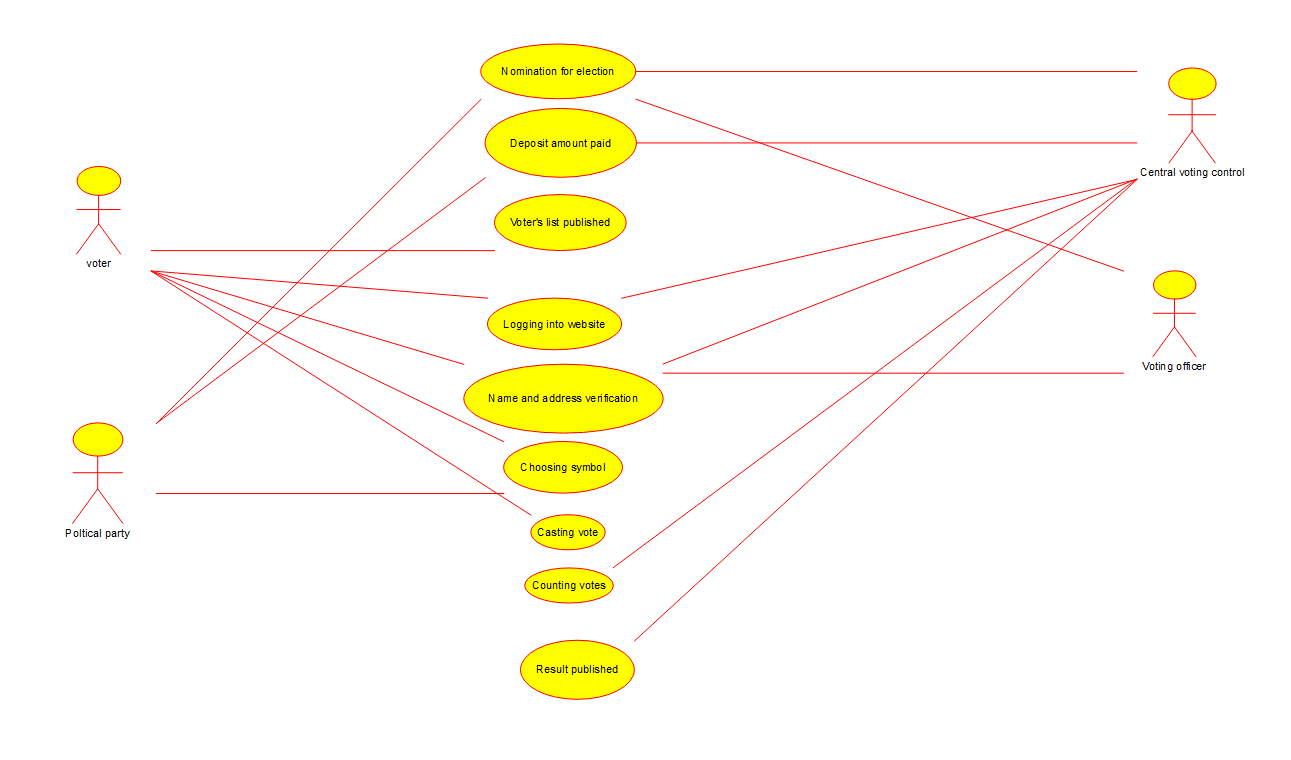 Nomination for election
Deposit amount paid
Central voting control
Voter's list published
voter
Logging into website
Voting officer
Name and address verification
Choosing symbol
Casting vote
Poltical party
Counting votes
Result published